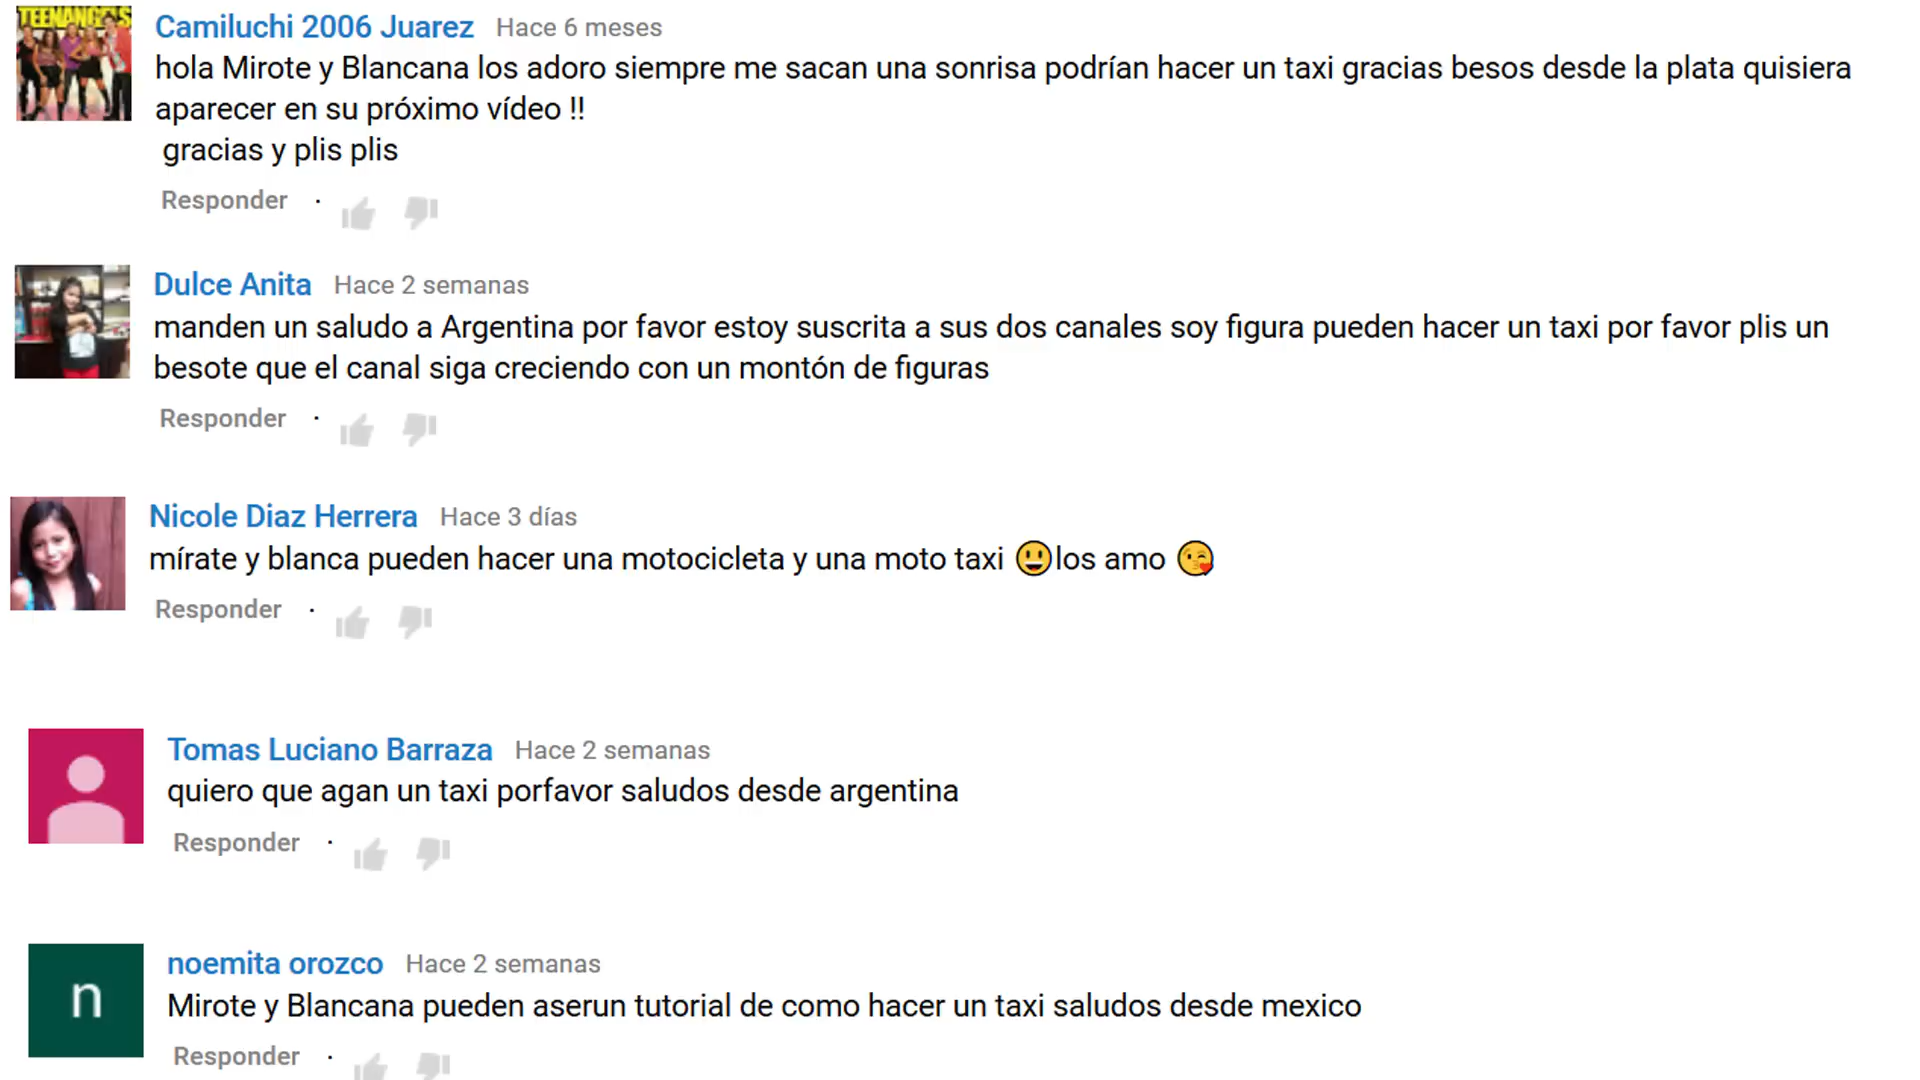 TEENANGELS
Camiluchi 2006 Juarez Hace 6 meses
hola Mirote y Blancana los adoro siempre me sacan una sonrisa podrían hacer un taxi gracias besos desde la plata quisiera
aparecer en su próximo vídeo !!
gracias y plis plis
Responder ·
Dulce Anita Hace 2 semanas
manden un saludo a Argentina por favor estoy suscrita a sus dos canales soy figura pueden hacer un taxi por favor plis un
besote que el canal siga creciendo con un montón de figuras
Responder ·
Nicole Diaz Herrera Hace 3 días
mírate y blanca pueden hacer una motocicleta y una moto taxi 😃los amo 😘
Responder ·
Tomas Luciano Barraza Hace 2 semanas
quiero que agan un taxi porfavor saludos desde argentina
Responder ·
n
noemita orozco Hace 2 semanas
Mirote y Blancana pueden aserun tutorial de como hacer un taxi saludos desde mexico
Responder ·